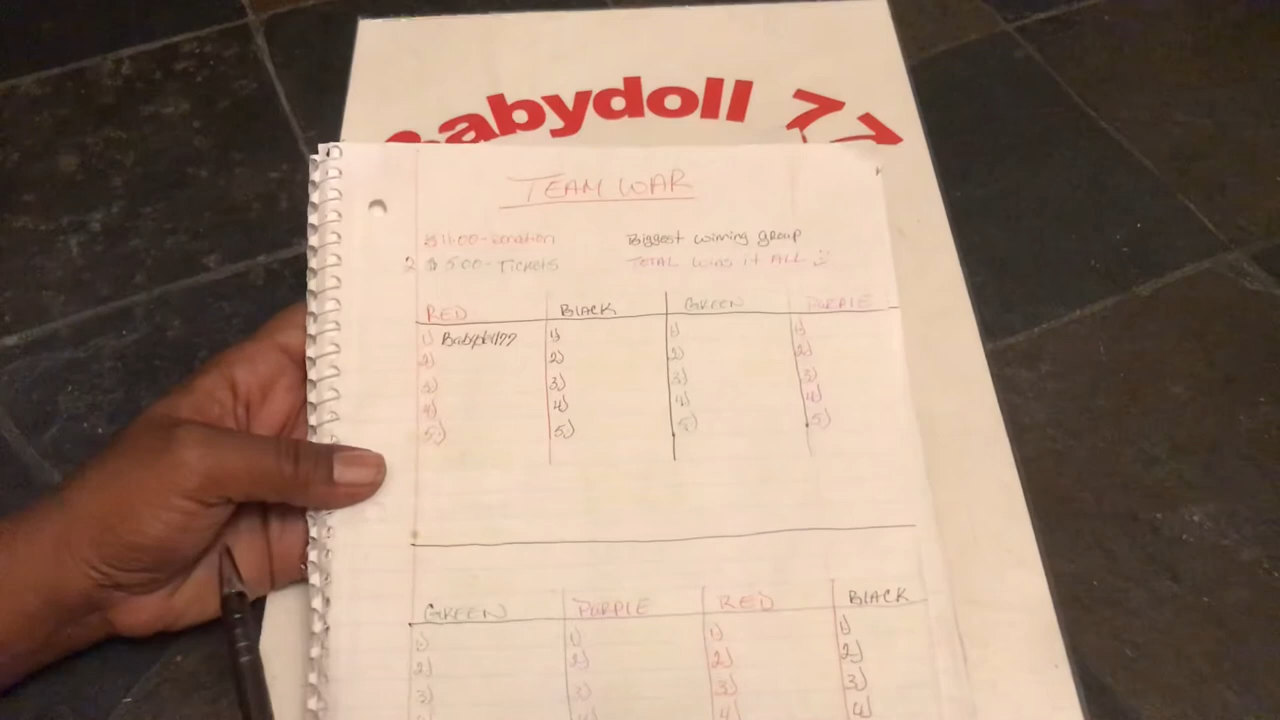 Babydoll 77
TEAM WAR
$11.00-Donation Biggest winning group
2 $5.00-Tickets TOTAL wins it ALL
RED BLACK GREEN PURPLE
1) Babydoll77 1) 1) 1)
2) 2) 2) 2)
3) 3) 3) 3)
4) 4) 4) 4)
5) 5) 5) 5)
GREEN PURPLE RED BLACK
1) 1) 1) 1)
2) 2) 2) 2)
3) 3) 3) 3)
4) 4)